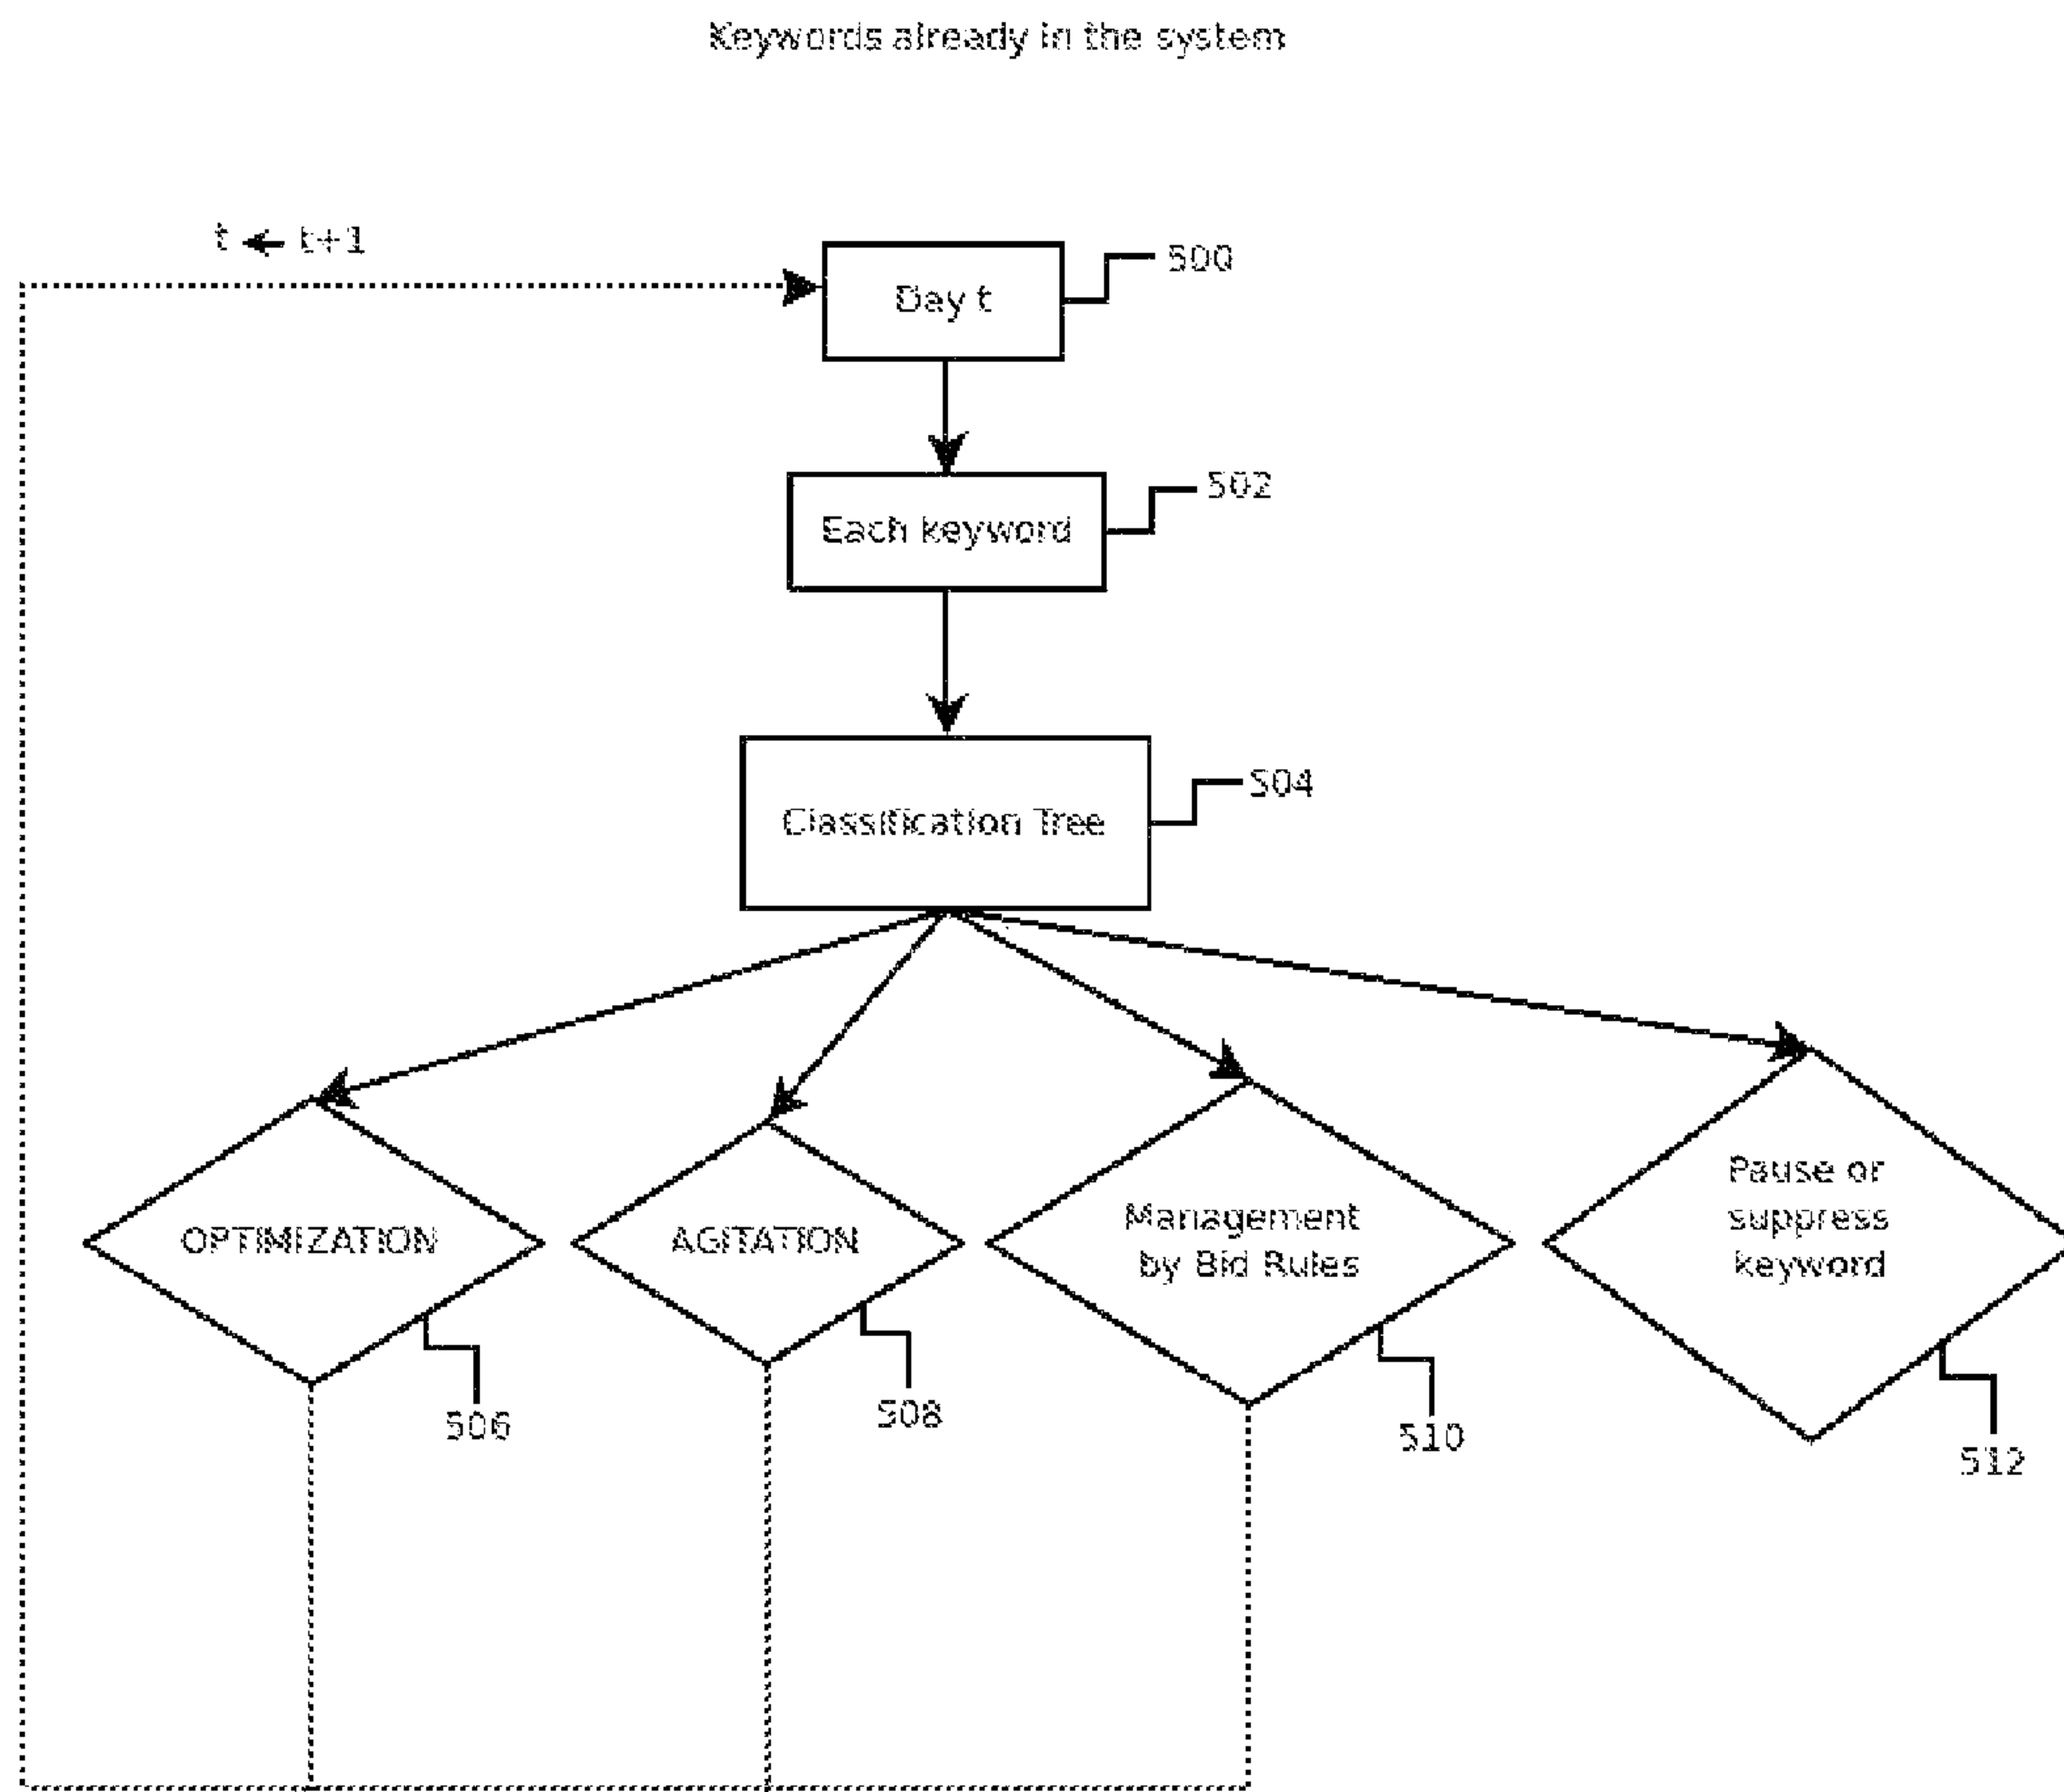 Keywords already in the system
t ← t+1
500
Day t
502
Each keyword
504
Classification Tree
OPTIMIZATION
AGITATION
Management
by Bid Rules
Pause or
suppress
keyword
506
508
510
512